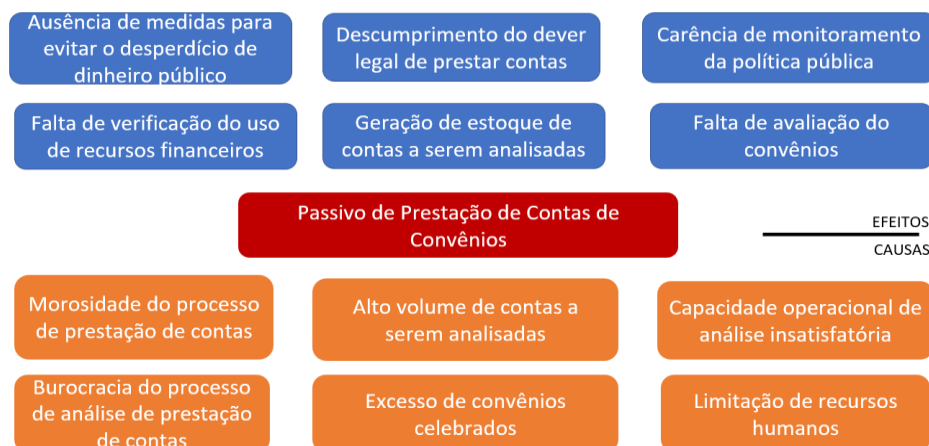 Ausência de medidas para
evitar o desperdício de
dinheiro público
Descumprimento do dever
legal de prestar contas
Carência de monitoramento
da política pública
Falta de verificação do uso
de recursos financeiros
Geração de estoque de
contas a serem analisadas
Falta de avaliação do
convênios
Passivo de Prestação de Contas de
Convênios
EFEITOS
CAUSAS
Morosidade do processo
de prestação de contas
Alto volume de contas a
serem analisadas
Capacidade operacional de
análise insatisfatória
Burocracia do processo
de análise de prestação
de contas
Excesso de convênios
celebrados
Limitação de recursos
humanos